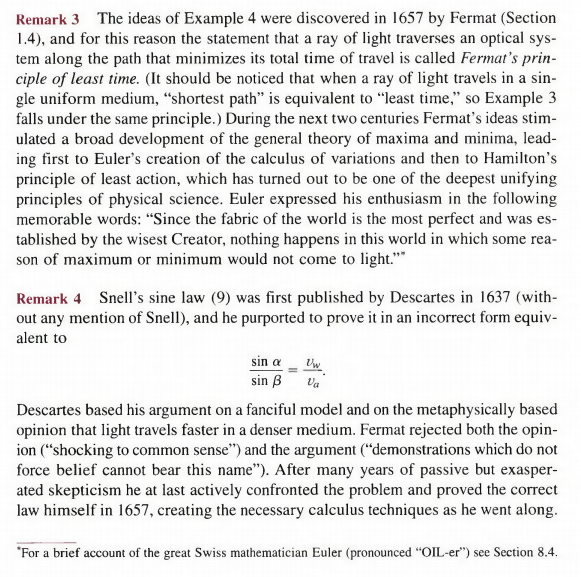 Remark 3 The ideas of Example 4 were discovered in 1657 by Fermat (Section
1.4), and for this reason the statement that a ray of light traverses an optical sys-
tem along the path that minimizes its total time of travel is called Fermat's prin-
ciple of least time. (It should be noticed that when a ray of light travels in a sin-
gle uniform medium, “shortest path” is equivalent to “least time,” so Example 3
falls under the same principle.) During the next two centuries Fermat's ideas stim-
ulated a broad development of the general theory of maxima and minima, lead-
ing first to Euler's creation of the calculus of variations and then to Hamilton's
principle of least action, which has turned out to be one of the deepest unifying
principles of physical science. Euler expressed his enthusiasm in the following
memorable words: “Since the fabric of the world is the most perfect and was es-
tablished by the wisest Creator, nothing happens in this world in which some rea-
son of maximum or minimum would not come to light.”*
Remark 4 Snell's sine law (9) was first published by Descartes in 1637 (with-
out any mention of Snell), and he purported to prove it in an incorrect form equiv-
alent to
sin α / sin β = v_w / v_a.
Descartes based his argument on a fanciful model and on the metaphysically based
opinion that light travels faster in a denser medium. Fermat rejected both the opin-
ion (“shocking to common sense”) and the argument (“demonstrations which do not
force belief cannot bear this name”). After many years of passive but exasper-
ated skepticism he at last actively confronted the problem and proved the correct
law himself in 1657, creating the necessary calculus techniques as he went along.
*For a brief account of the great Swiss mathematician Euler (pronounced “OIL-er”) see Section 8.4.